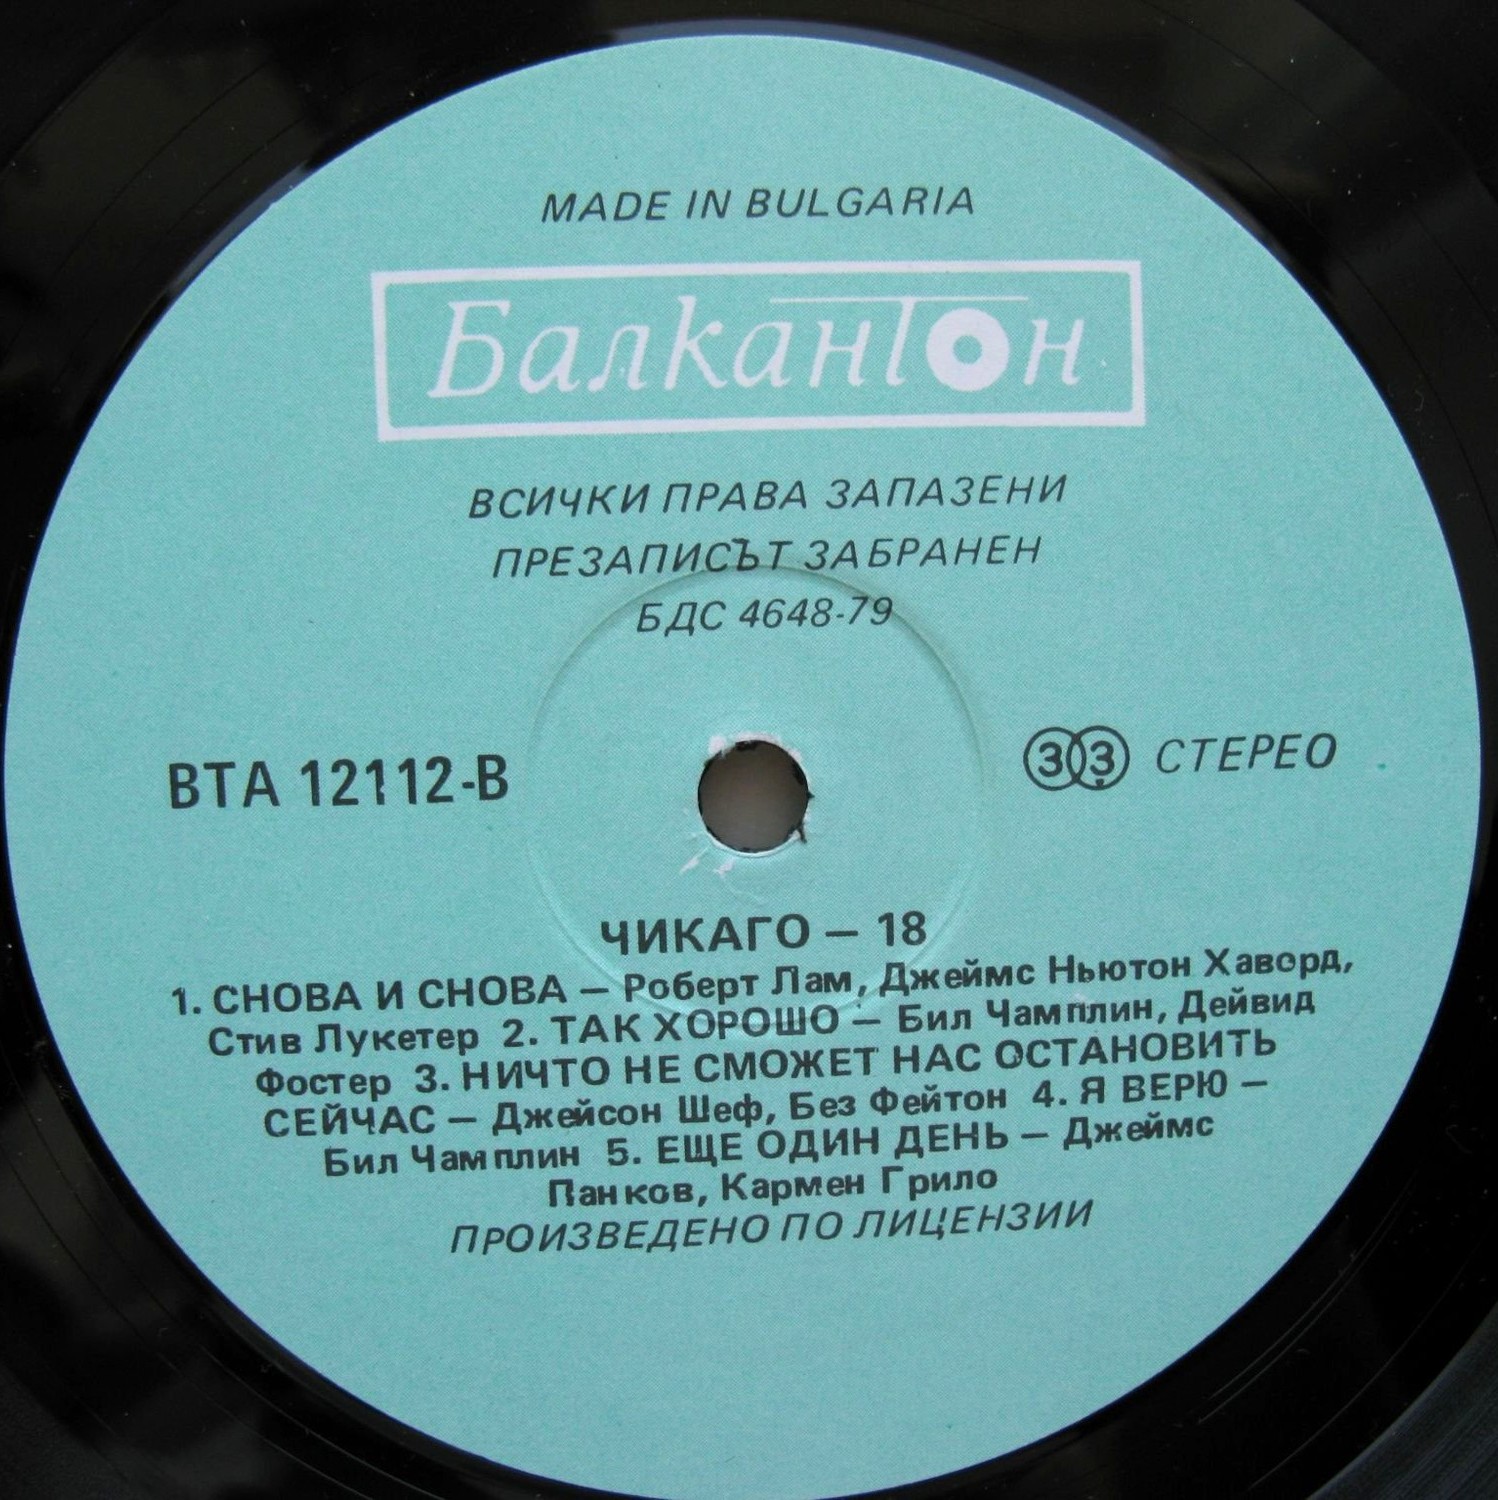 MADE IN BULGARIA
Балкантон
ВСИЧКИ ПРАВА ЗАПАЗЕНИ
ПРЕЗАПИСЪТ ЗАБРАНЕН
БДС 4648-79
ВТА 12112-В
33 СТЕРЕО
ЧИКАГО — 18
1. СНОВА И СНОВА — Роберт Лам, Джеймс Ньютон Хаворд,
Стив Лукетер 2. ТАК ХОРОШО — Бил Чамплин, Дейвид
Фостер 3. НИЧТО НЕ СМОЖЕТ НАС ОСТАНОВИТЬ
СЕЙЧАС — Джейсон Шеф, Без Фейтон 4. Я ВЕРЮ —
Бил Чамплин 5. ЕЩЕ ОДИН ДЕНЬ — Джеймс
Панков, Кармен Грило
ПРОИЗВЕДЕНО ПО ЛИЦЕНЗИИ